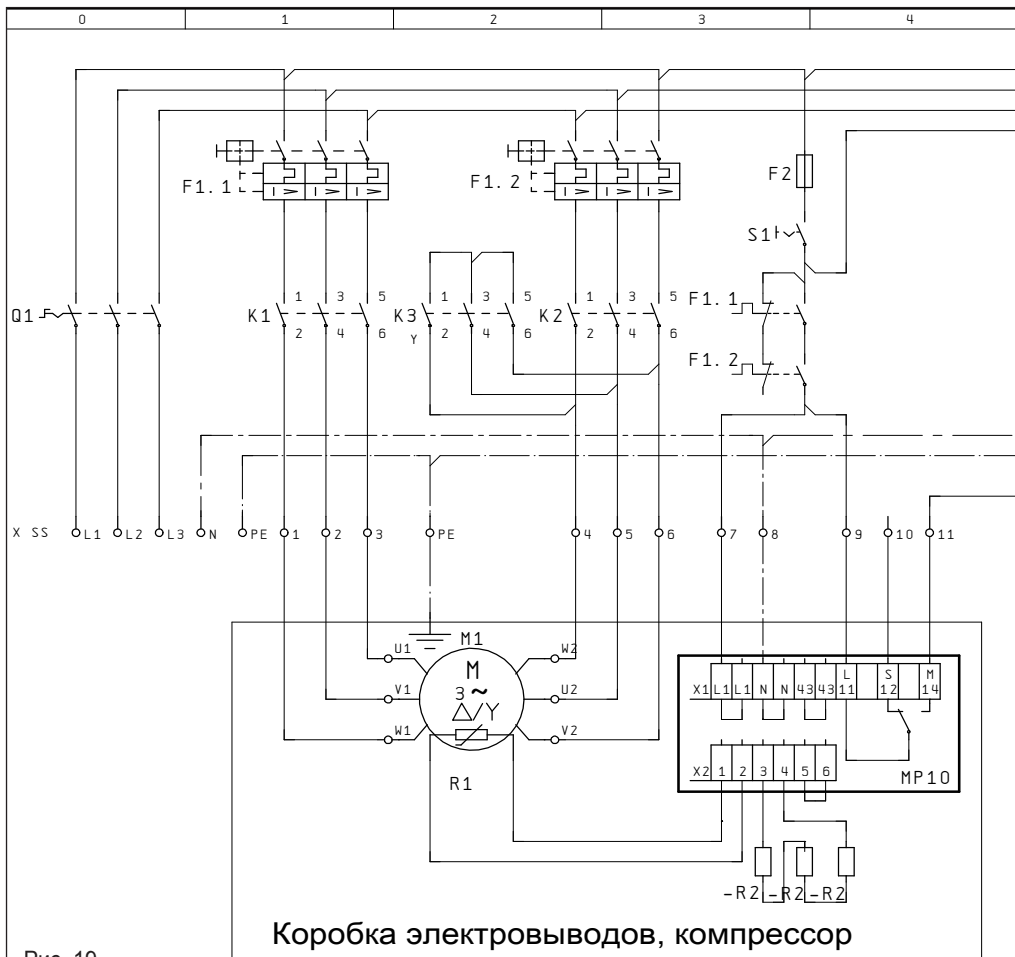 0 1 2 3 4
F1.1
F1.2
F2
S1
I > I > I >
I > I > I >
Q1
K1 1 3 5
2 4 6
K3 1 3 5
Y 2 4 6
K2 1 3 5
2 4 6
F1.1
F1.2
X SS L1 L2 L3 N PE 1 2 3 PE 4 5 6 7 8 9 10 11
M1
U1 W2
M
3 ~
V1 U2
△/Y
W1 V2
R1
L S M
X1 L1 L1 N N 43 43 11 12 14
X2 1 2 3 4 5 6
MP10
-R2 -R2 -R2
Коробка электровыводов, компрессор